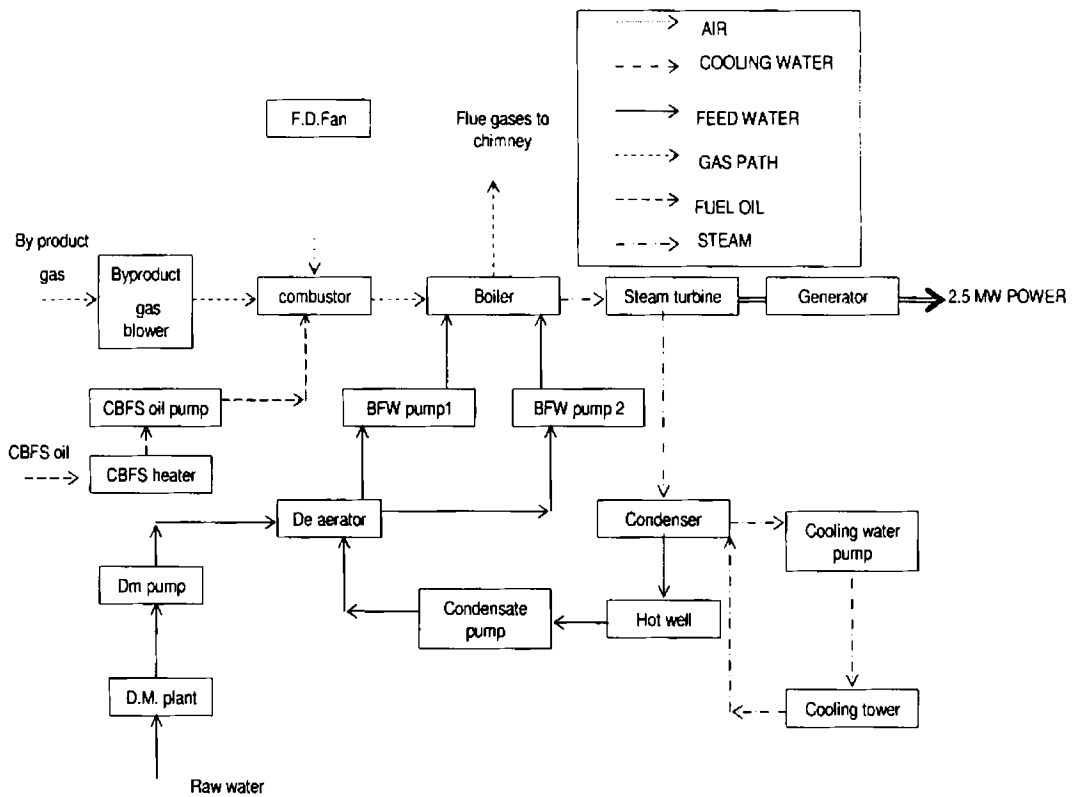 AIR
COOLING WATER
FEED WATER
GAS PATH
FUEL OIL
STEAM
F.D.Fan
Flue gases to
chimney
By product
gas
Byproduct
gas
blower
combustor
Boiler
Steam turbine
Generator
2.5 MW POWER
CBFS oil pump
BFW pump1
BFW pump 2
CBFS oil
CBFS heater
De aerator
Condenser
Cooling water
pump
Dm pump
Condensate
pump
Hot well
D.M. plant
Cooling tower
Raw water